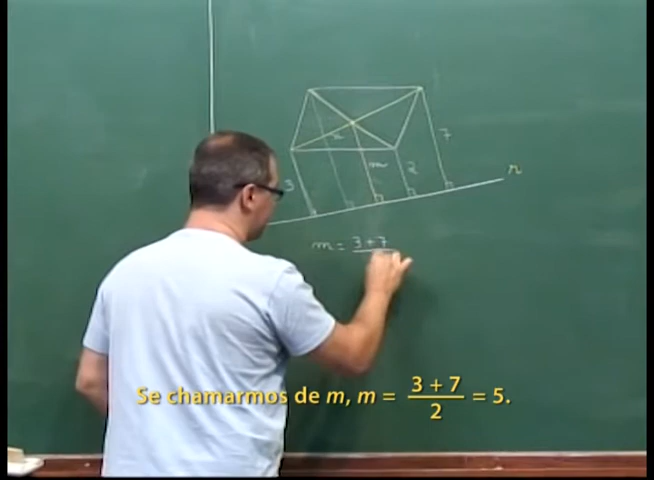 x
7
m
2
3
r
m = 3 + 7
Se chamarmos de m, m = 3 + 7 / 2 = 5.